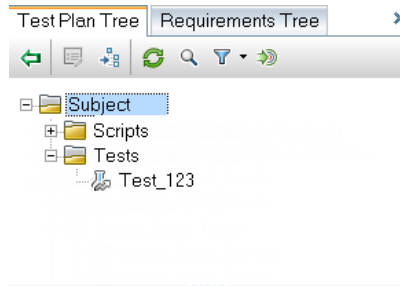 Test Plan Tree Requirements Tree
Subject
Scripts
Tests
Test_123